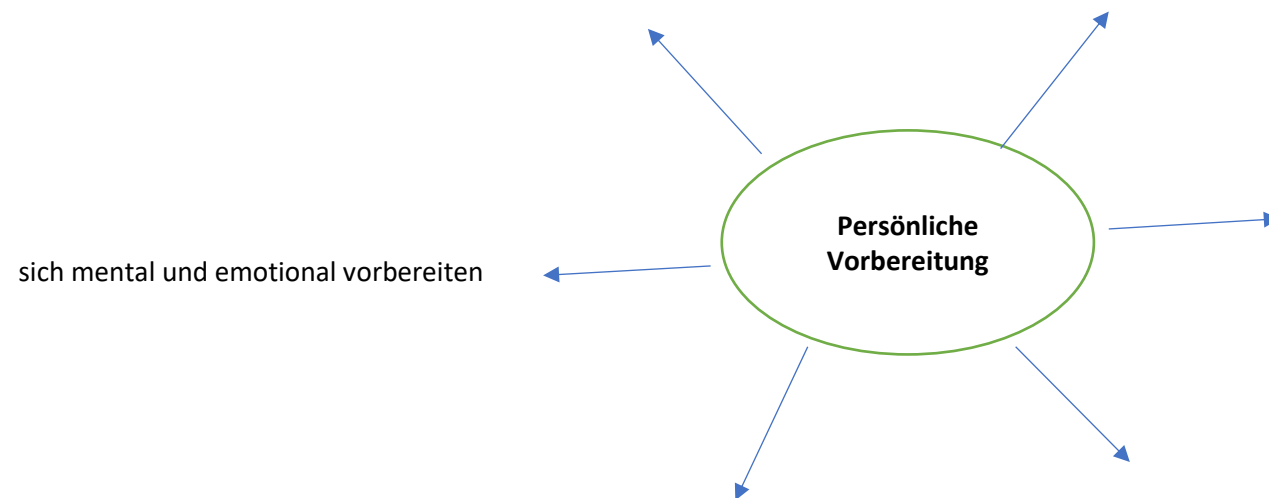 Persönliche
Vorbereitung
sich mental und emotional vorbereiten